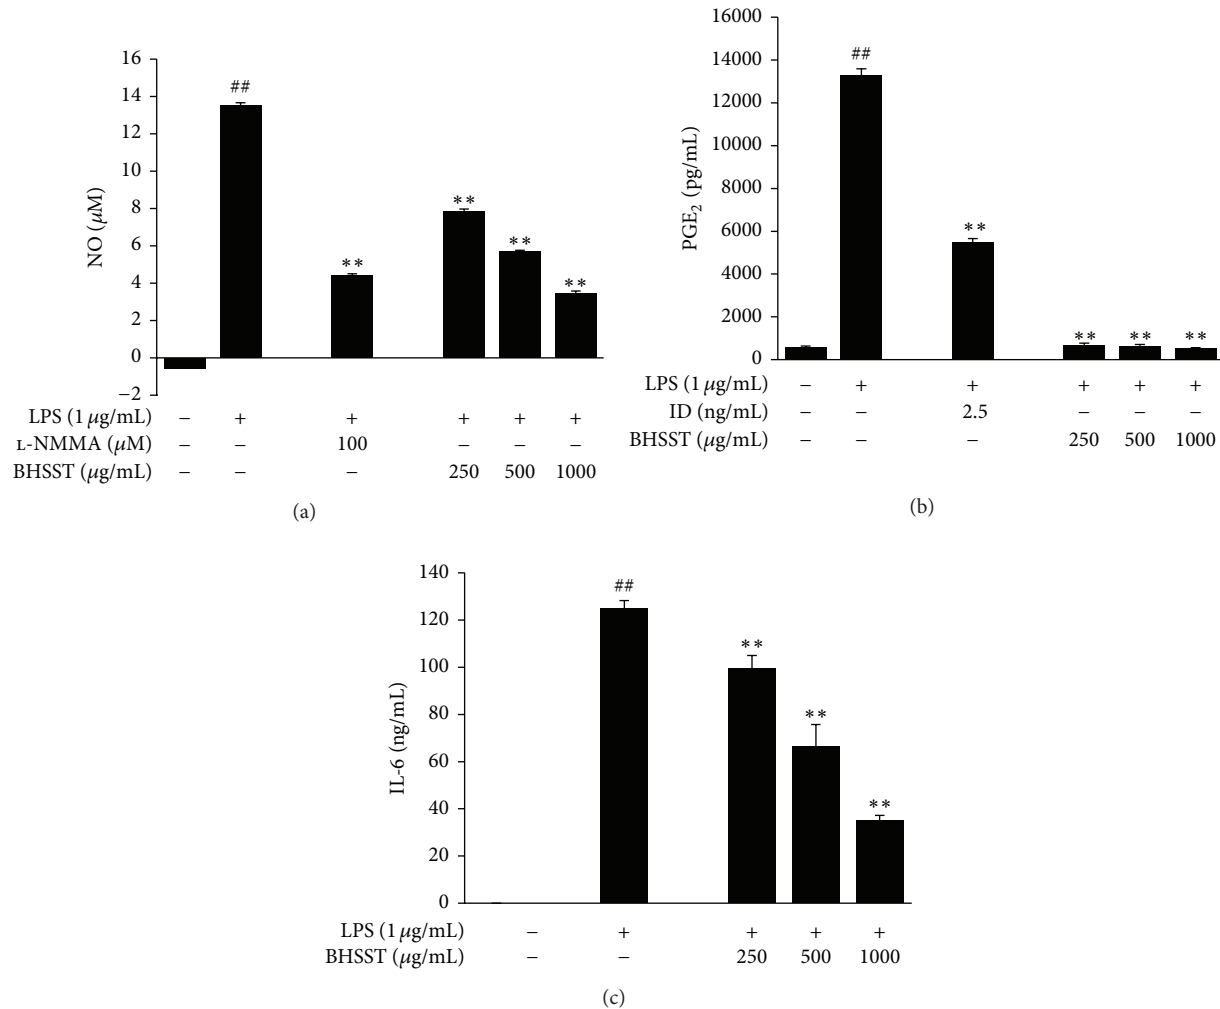 16
14
12
10
8
6
4
2
0
−2
NO (μM)
##
**
**
**
**
LPS (1 μg/mL) − + + + + +
L-NMMA (μM) − − 100 − − −
BHSST (μg/mL) − − − 250 500 1000
(a)
16000
14000
12000
10000
8000
6000
4000
2000
0
PGE2 (pg/mL)
##
**
**
**
**
LPS (1 μg/mL) − + + + + +
ID (ng/mL) − − 2.5 − − −
BHSST (μg/mL) − − − 250 500 1000
(b)
140
120
100
80
60
40
20
0
IL-6 (ng/mL)
##
**
**
**
LPS (1 μg/mL) − + + + +
BHSST (μg/mL) − − 250 500 1000
(c)